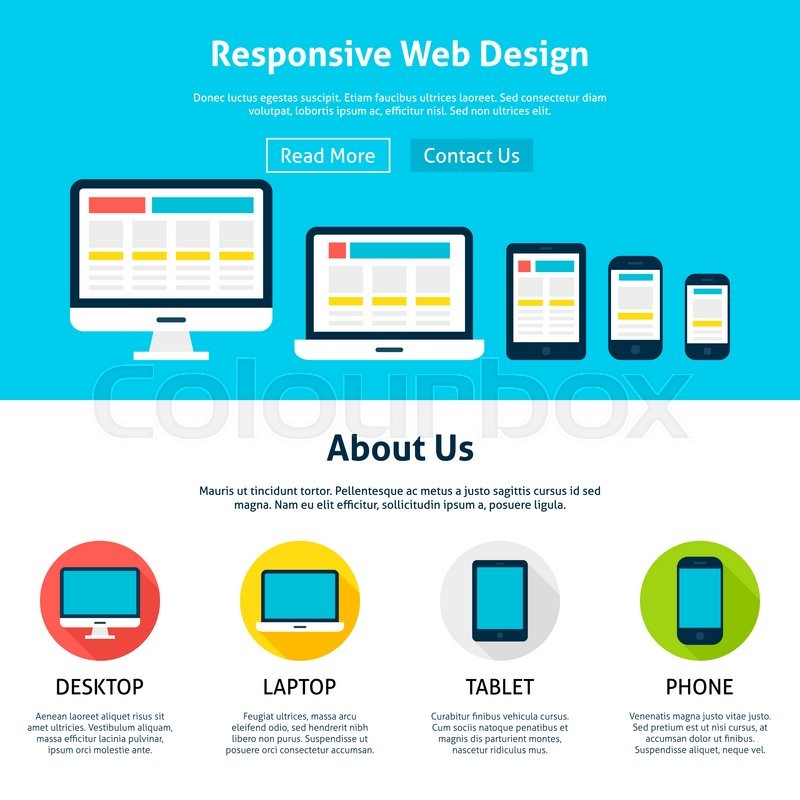 Responsive Web Design
Donec luctus egestas suscipit. Etiam faucibus ultrices laoreet. Sed consectetur diam
volutpat, lobortis ipsum ac, efficitur nisl. Sed non ultrices elit.
Read More
Contact Us
Colourbox
About Us
Mauris ut tincidunt tortor. Pellentesque ac metus a justo sagittis cursus id sed
magna. Nam eu elit efficitur, sollicitudin ipsum a, posuere ligula.
DESKTOP
Aenean laoreet aliquet risus sit
amet ultricies. Vestibulum aliquam,
massa efficitur lacinia pulvinar,
ipsum orci molestie ante.
LAPTOP
Feugiat ultrices, massa arcu
eleifend odio, sed hendrerit nibh
libero non magna. Suspendisse ut
posuere orci consectetur accumsan.
TABLET
Curabitur finibus vehicula cursus.
Cum sociis natoque penatibus et
magnis dis parturient montes,
nascetur ridiculus mus.
PHONE
Venenatis magna justo vitae justo.
Sed pretium est ut nisi cursus, at
accumsan dolor ut finibus.
Suspendisse aliquet, neque vel.